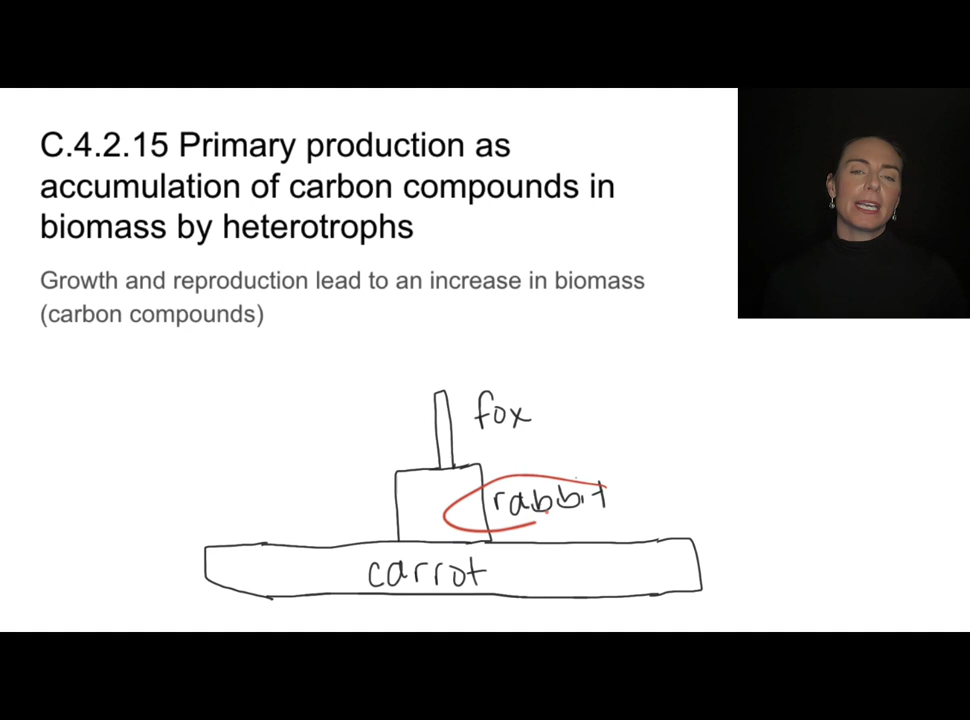 C.4.2.15 Primary production as
accumulation of carbon compounds in
biomass by heterotrophs
Growth and reproduction lead to an increase in biomass
(carbon compounds)
fox
rabbit
carrot